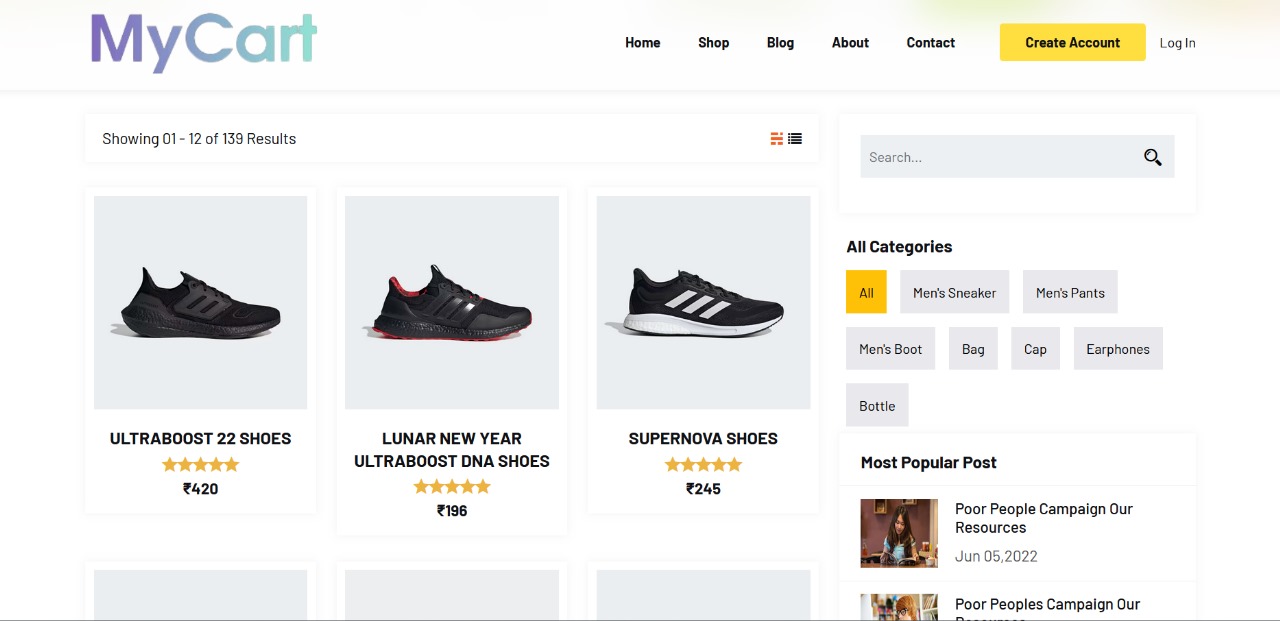 MyCart
Home Shop Blog About Contact Create Account Log In
Showing 01 - 12 of 139 Results
Search...
ULTRABOOST 22 SHOES
₹420
LUNAR NEW YEAR
ULTRABOOST DNA SHOES
₹196
SUPERNOVA SHOES
₹245
All Categories
All Men's Sneaker Men's Pants
Men's Boot Bag Cap Earphones
Bottle
Most Popular Post
Poor People Campaign Our
Resources
Jun 05,2022
Poor Peoples Campaign Our
Resources